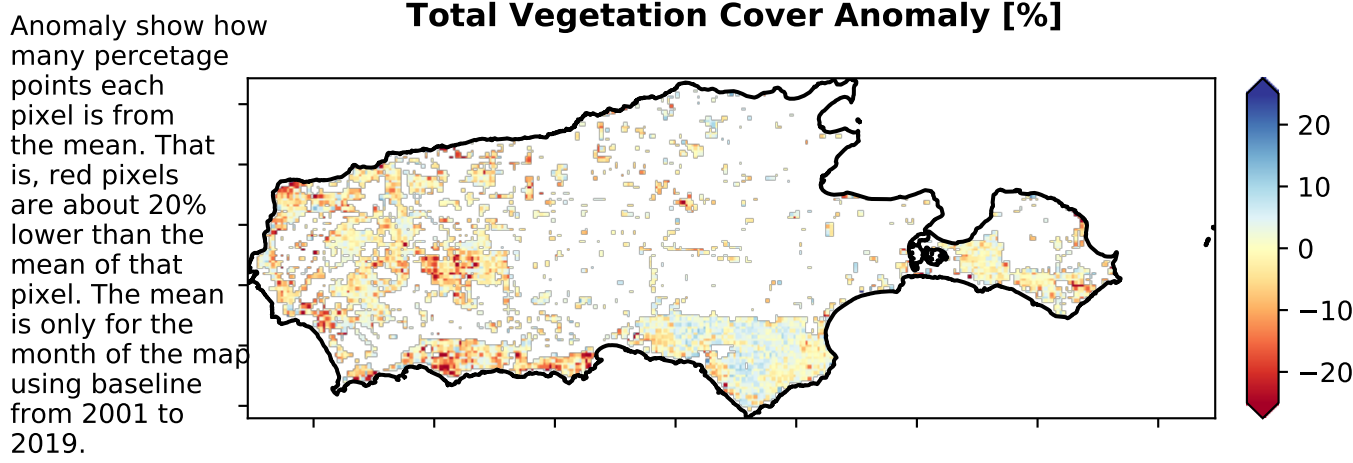 Total Vegetation Cover Anomaly [%]
Anomaly show how
many percetage
points each
pixel is from
the mean. That
is, red pixels
are about 20%
lower than the
mean of that
pixel. The mean
is only for the
month of the map
using baseline
from 2001 to
2019.
20
10
0
−10
−20